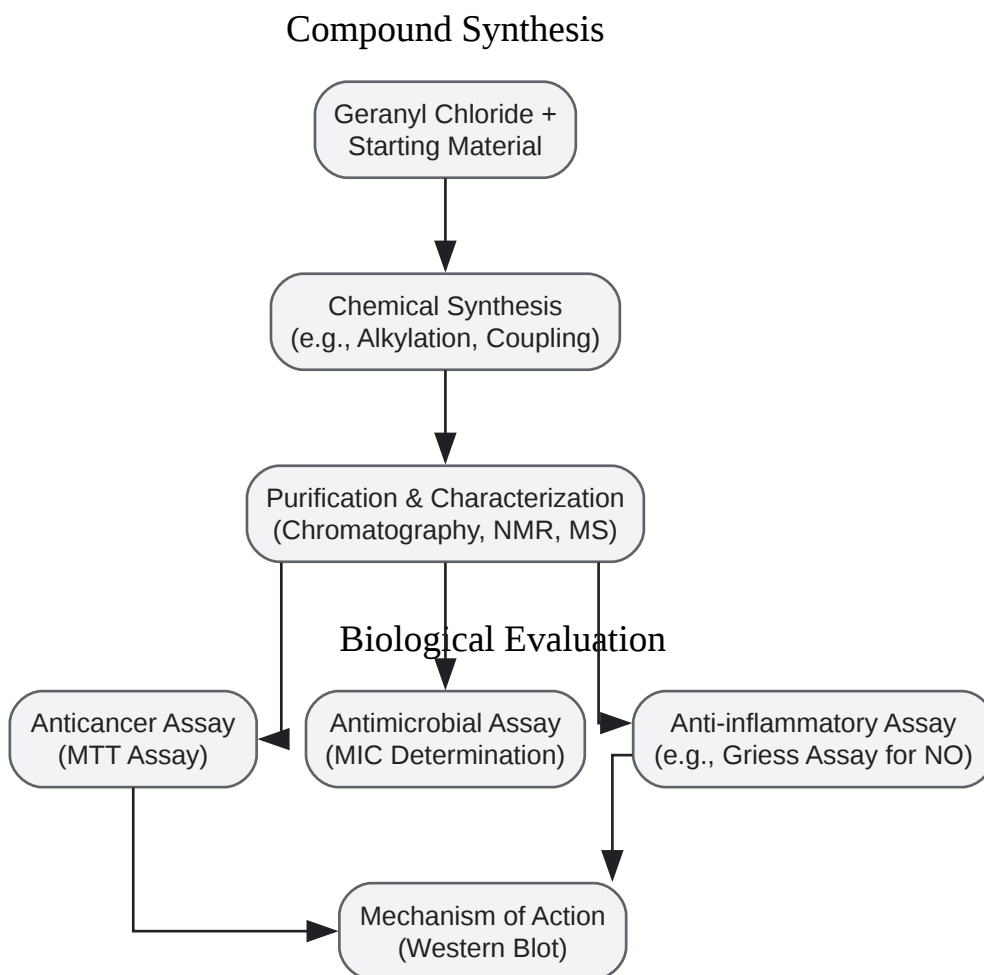 Compound Synthesis
Geranyl Chloride +
Starting Material
Chemical Synthesis
(e.g., Alkylation, Coupling)
Purification & Characterization
(Chromatography, NMR, MS)
Biological Evaluation
Anticancer Assay
(MTT Assay)
Antimicrobial Assay
(MIC Determination)
Anti-inflammatory Assay
(e.g., Griess Assay for NO)
Mechanism of Action
(Western Blot)